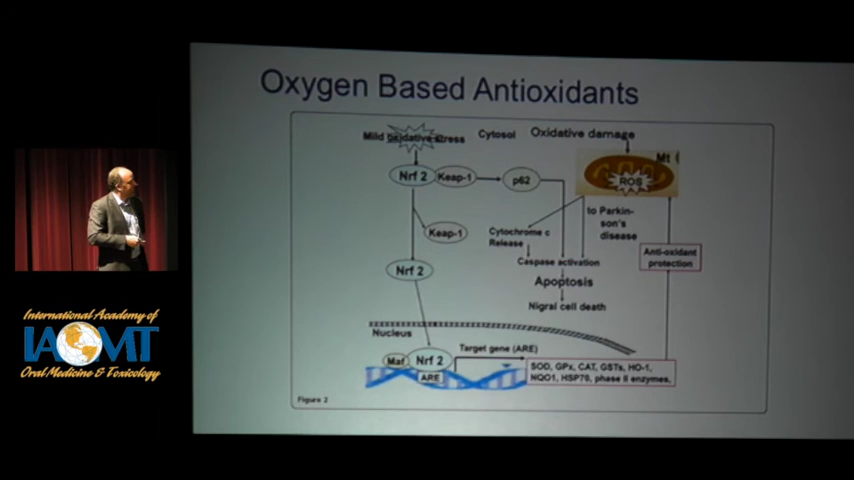 Oxygen Based Antioxidants
Mild oxidative stress
Cytosol
Oxidative damage
Mt
Nrf 2
Keap-1
p62
ROS
to Parkin-
son's
disease
Keap-1
Cytochrome c
Release
Anti-oxidant
protection
Caspase activation
Nrf 2
Apoptosis
Nigral cell death
Nucleus
Target gene (ARE)
Maf
Nrf 2
ARE
SOD, GPx, CAT, GSTs, HO-1,
NQO1, HSP70, phase II enzymes,
Figure 2
International Academy of
IAOMT
Oral Medicine & Toxicology